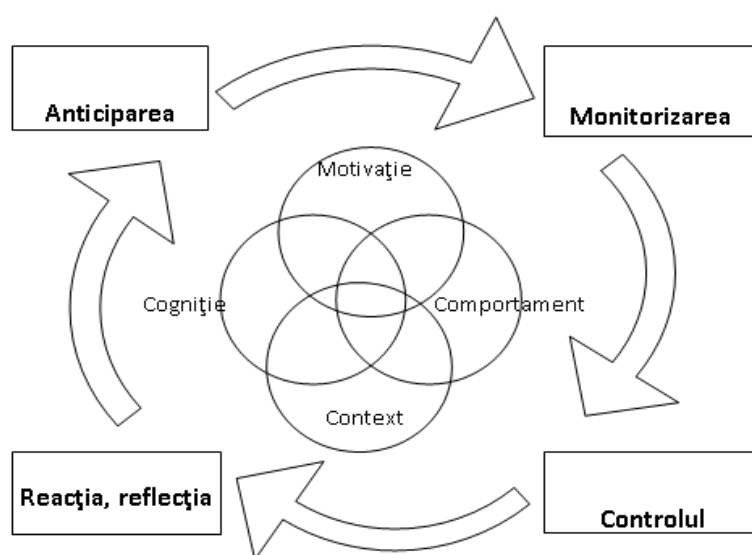 Anticiparea
Monitorizarea
Motivaţie
Cogniţie
Comportament
Context
Reacţia, reflecţia
Controlul